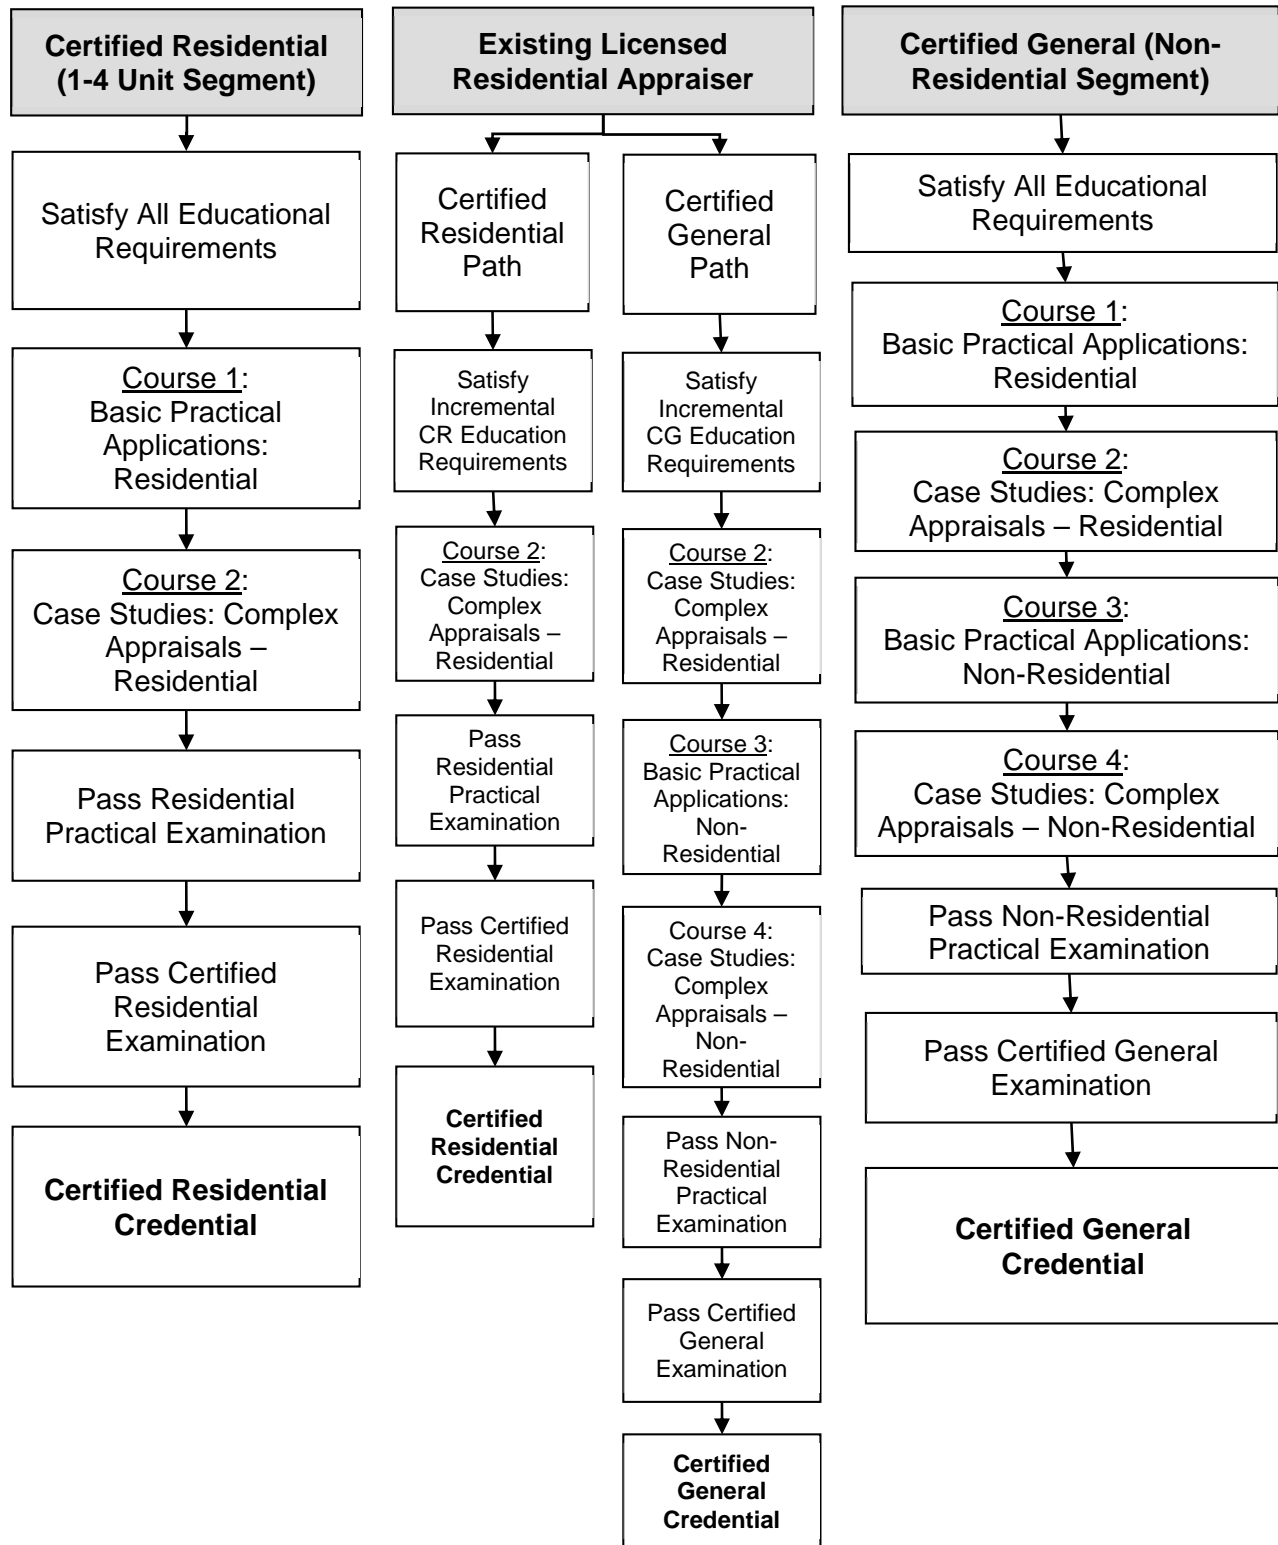 Certified Residential
(1-4 Unit Segment)
Satisfy All Educational
Requirements
Course 1:
Basic Practical
Applications:
Residential
Course 2:
Case Studies: Complex
Appraisals –
Residential
Pass Residential
Practical Examination
Pass Certified
Residential
Examination
Certified Residential
Credential
Existing Licensed
Residential Appraiser
Certified
Residential
Path
Satisfy
Incremental
CR Education
Requirements
Course 2:
Case Studies:
Complex
Appraisals –
Residential
Pass
Residential
Practical
Examination
Pass Certified
Residential
Examination
Certified
Residential
Credential
Certified
General
Path
Satisfy
Incremental
CG Education
Requirements
Course 2:
Case Studies:
Complex
Appraisals –
Residential
Course 3:
Basic Practical
Applications:
Non-
Residential
Course 4:
Case Studies:
Complex
Appraisals –
Non-
Residential
Pass Non-
Residential
Practical
Examination
Pass Certified
General
Examination
Certified
General
Credential
Certified General (Non-
Residential Segment)
Satisfy All Educational
Requirements
Course 1:
Basic Practical Applications:
Residential
Course 2:
Case Studies: Complex
Appraisals – Residential
Course 3:
Basic Practical Applications:
Non-Residential
Course 4:
Case Studies: Complex
Appraisals – Non-Residential
Pass Non-Residential
Practical Examination
Pass Certified General
Examination
Certified General
Credential